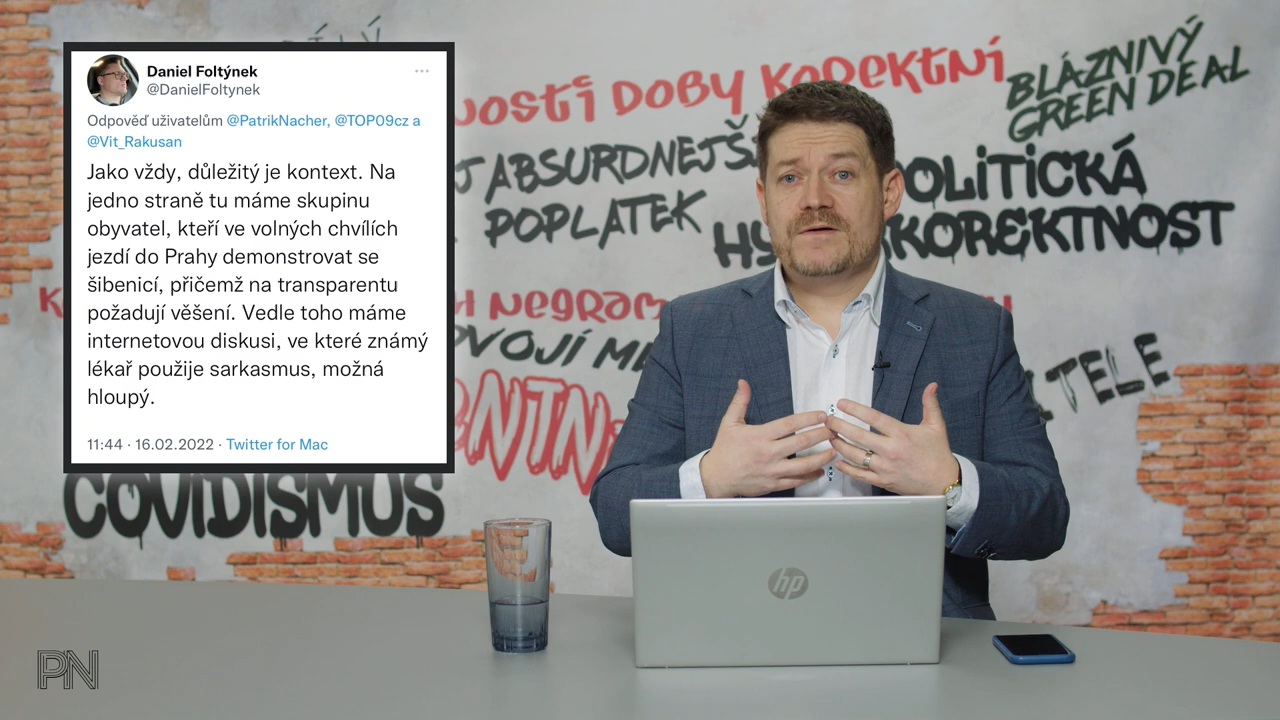 Daniel Foltýnek
@DanielFoltynek
Odpověď uživatelům @PatrikNacher, @TOP09cz a
@Vit_Rakusan
Jako vždy, důležitý je kontext. Na
jedno straně tu máme skupinu
obyvatel, kteří ve volných chvílích
jezdí do Prahy demonstrovat se
šibenicí, přičemž na transparentu
požadují věšení. Vedle toho máme
internetovou diskusi, ve které známý
lékař použije sarkasmus, možná
hloupý.
11:44 · 16.02.2022 · Twitter for Mac
DOBY KOREKTNÍ
BLÁZNIVÝ
GREEN DEAL
ABSURDNEJŠ
POPLATEK
POLITICKÁ
KOREKTNOST
COVIDISMUS
hp
PN